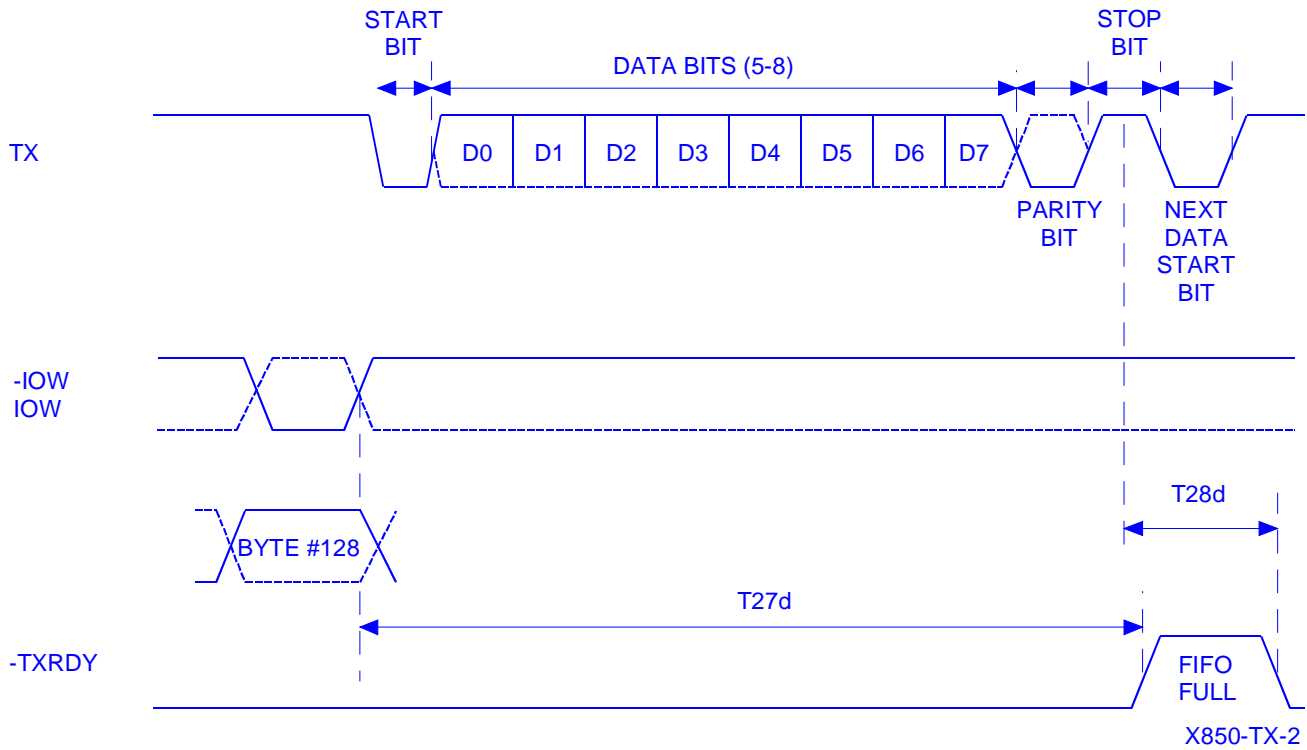 START
BIT
DATA BITS (5-8)
STOP
BIT
TX
D0 D1 D2 D3 D4 D5 D6 D7
PARITY
BIT
NEXT
DATA
START
BIT
-IOW
IOW
T28d
BYTE #128
T27d
-TXRDY
FIFO
FULL
X850-TX-2